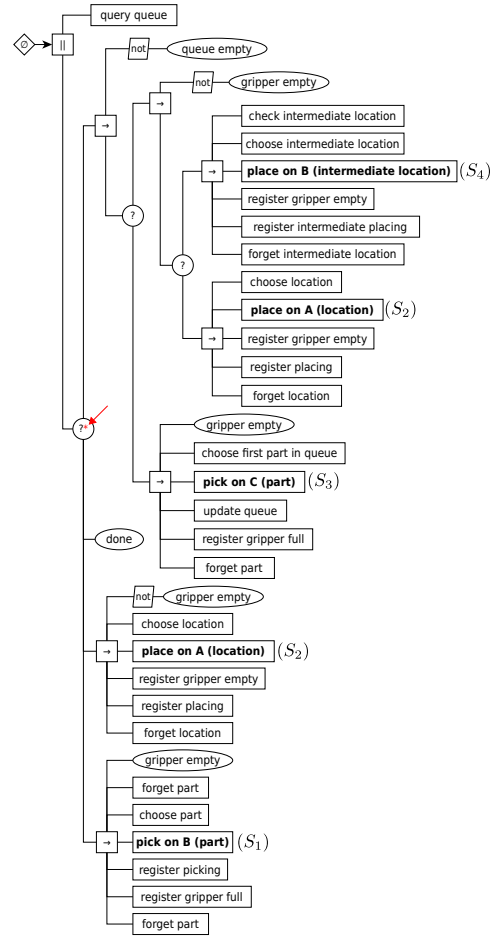 query queue
∅
||
not queue empty
not gripper empty
→
check intermediate location
→
choose intermediate location
→ place on B (intermediate location) (S₄)
register gripper empty
?
register intermediate placing
forget intermediate location
?
choose location
place on A (location) (S₂)
→ register gripper empty
register placing
forget location
gripper empty
?*
choose first part in queue
→ pick on C (part) (S₃)
update queue
done
register gripper full
forget part
not gripper empty
choose location
→ place on A (location) (S₂)
register gripper empty
register placing
forget location
gripper empty
forget part
choose part
→ pick on B (part) (S₁)
register picking
register gripper full
forget part